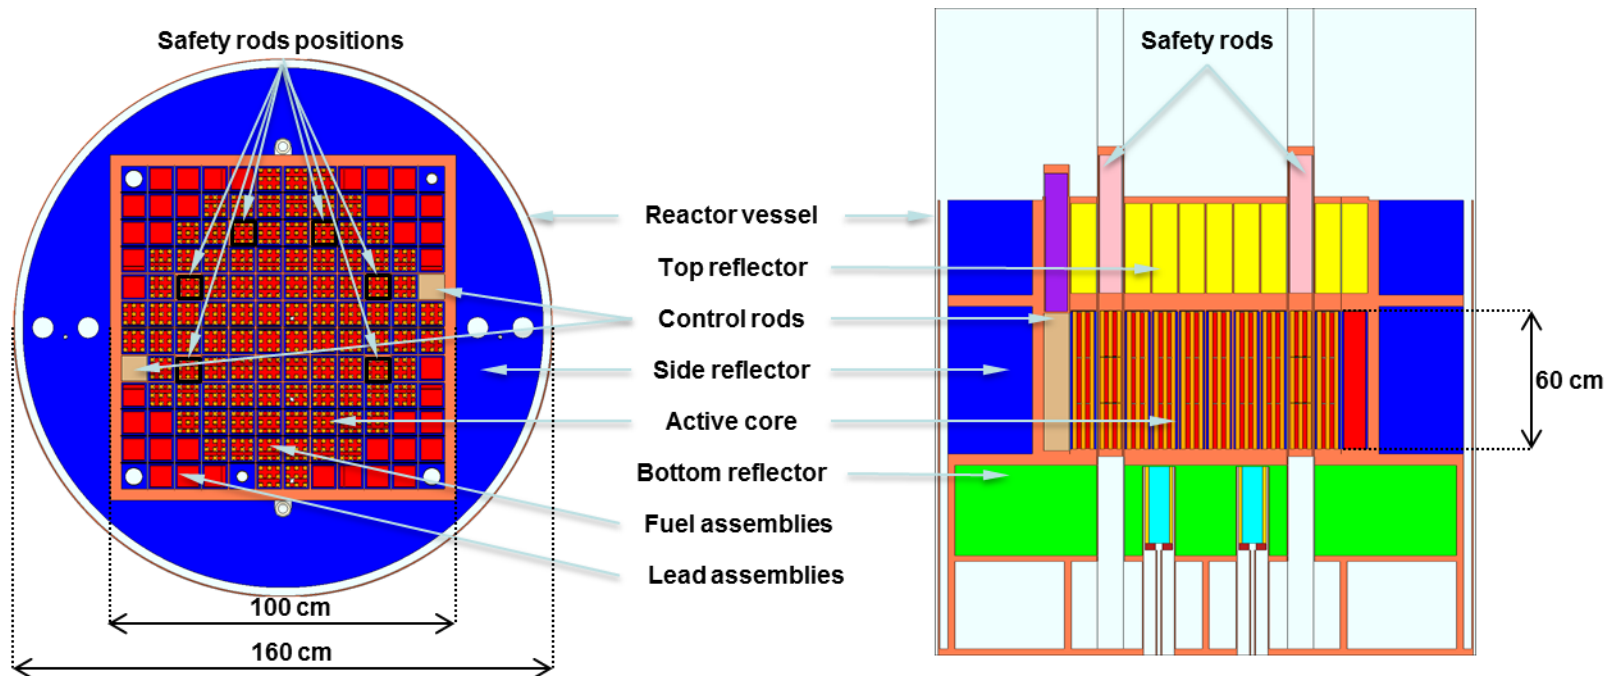 Safety rods positions
Safety rods
Reactor vessel
Top reflector
Control rods
Side reflector
Active core
Bottom reflector
Fuel assemblies
Lead assemblies
60 cm
100 cm
160 cm